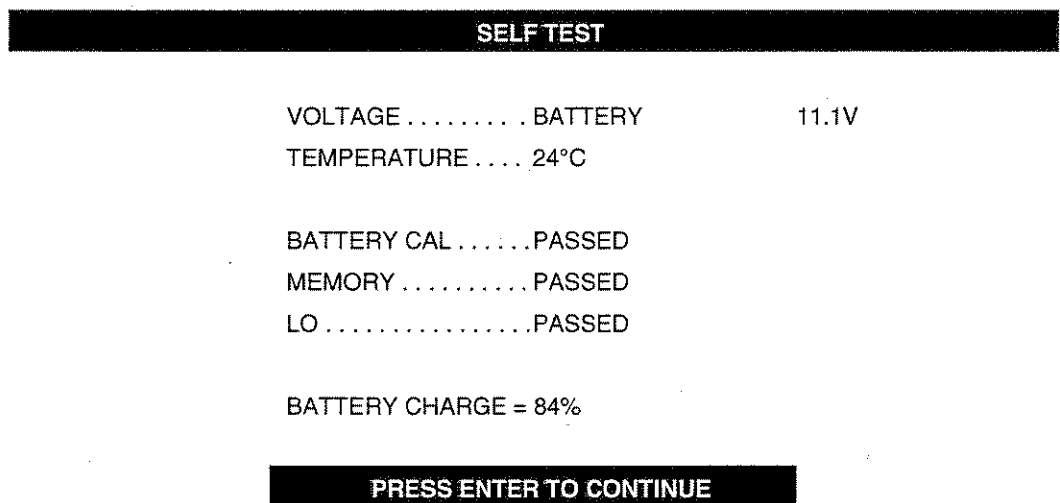 SELF TEST
VOLTAGE ......... BATTERY 11.1V
TEMPERATURE .... 24°C
BATTERY CAL ...... PASSED
MEMORY .......... PASSED
LO ................ PASSED
BATTERY CHARGE = 84%
PRESS ENTER TO CONTINUE